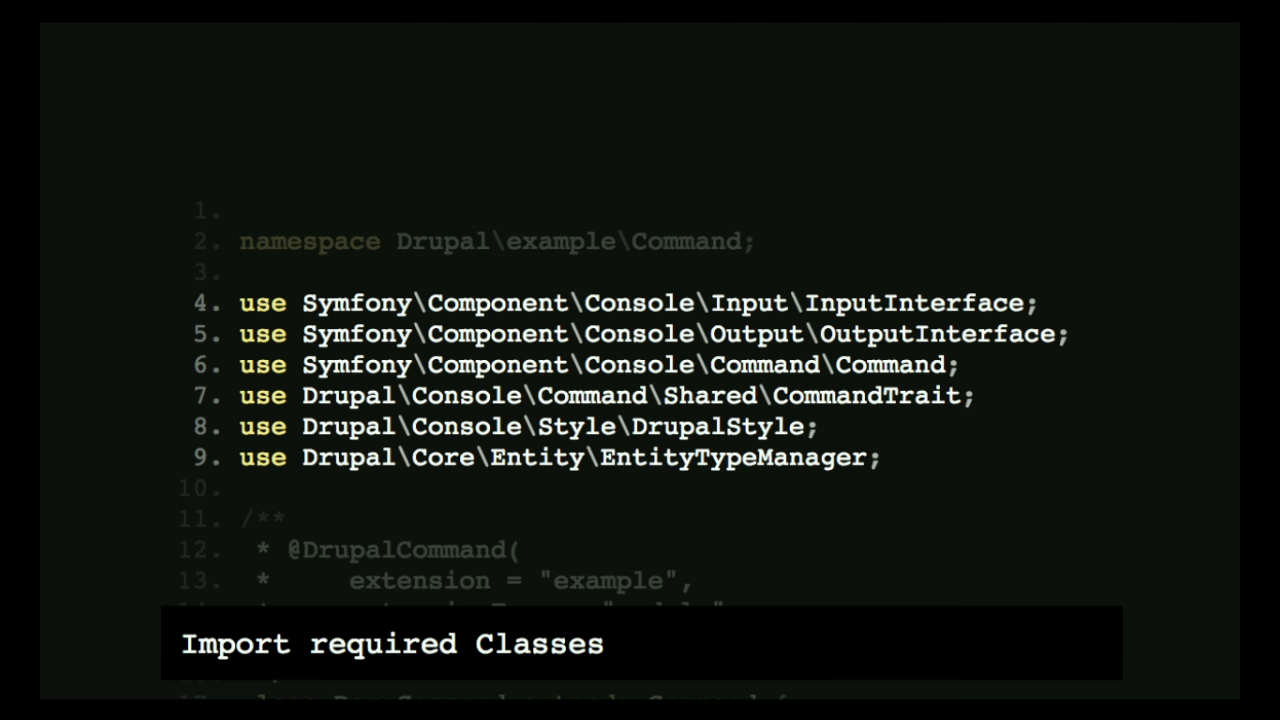 1.
2. namespace Drupal\example\Command;
3.
4. use Symfony\Component\Console\Input\InputInterface;
5. use Symfony\Component\Console\Output\OutputInterface;
6. use Symfony\Component\Console\Command\Command;
7. use Drupal\Console\Command\Shared\CommandTrait;
8. use Drupal\Console\Style\DrupalStyle;
9. use Drupal\Core\Entity\EntityTypeManager;
10.
11. /**
12. * @DrupalCommand(
13. * extension = "example",
Import required Classes